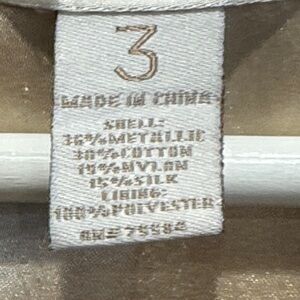 3
MADE IN CHINA
SHELL:
36%METALLIC
30%COTTON
19%NYLON
15%SILK
LINING:
100%POLYESTER